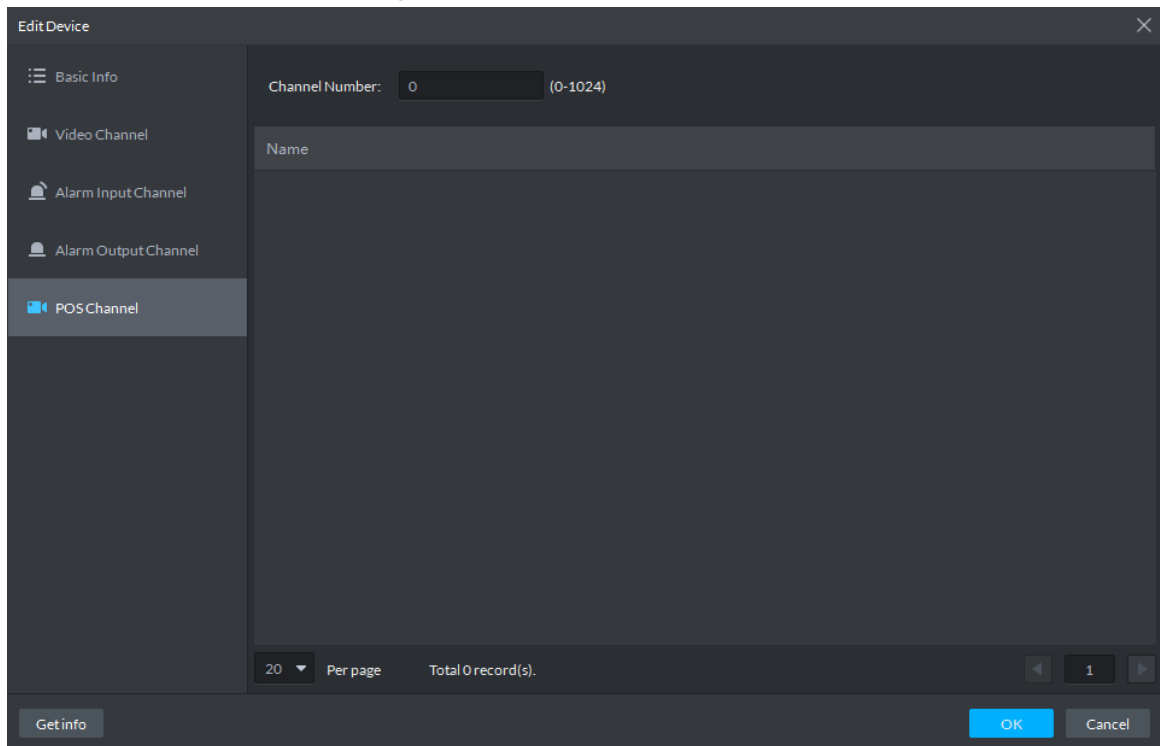 Edit Device
Basic Info
Video Channel
Alarm Input Channel
Alarm Output Channel
POS Channel
Channel Number: 0 (0-1024)
Name
20 Per page Total 0 record(s). 1
Get info OK Cancel